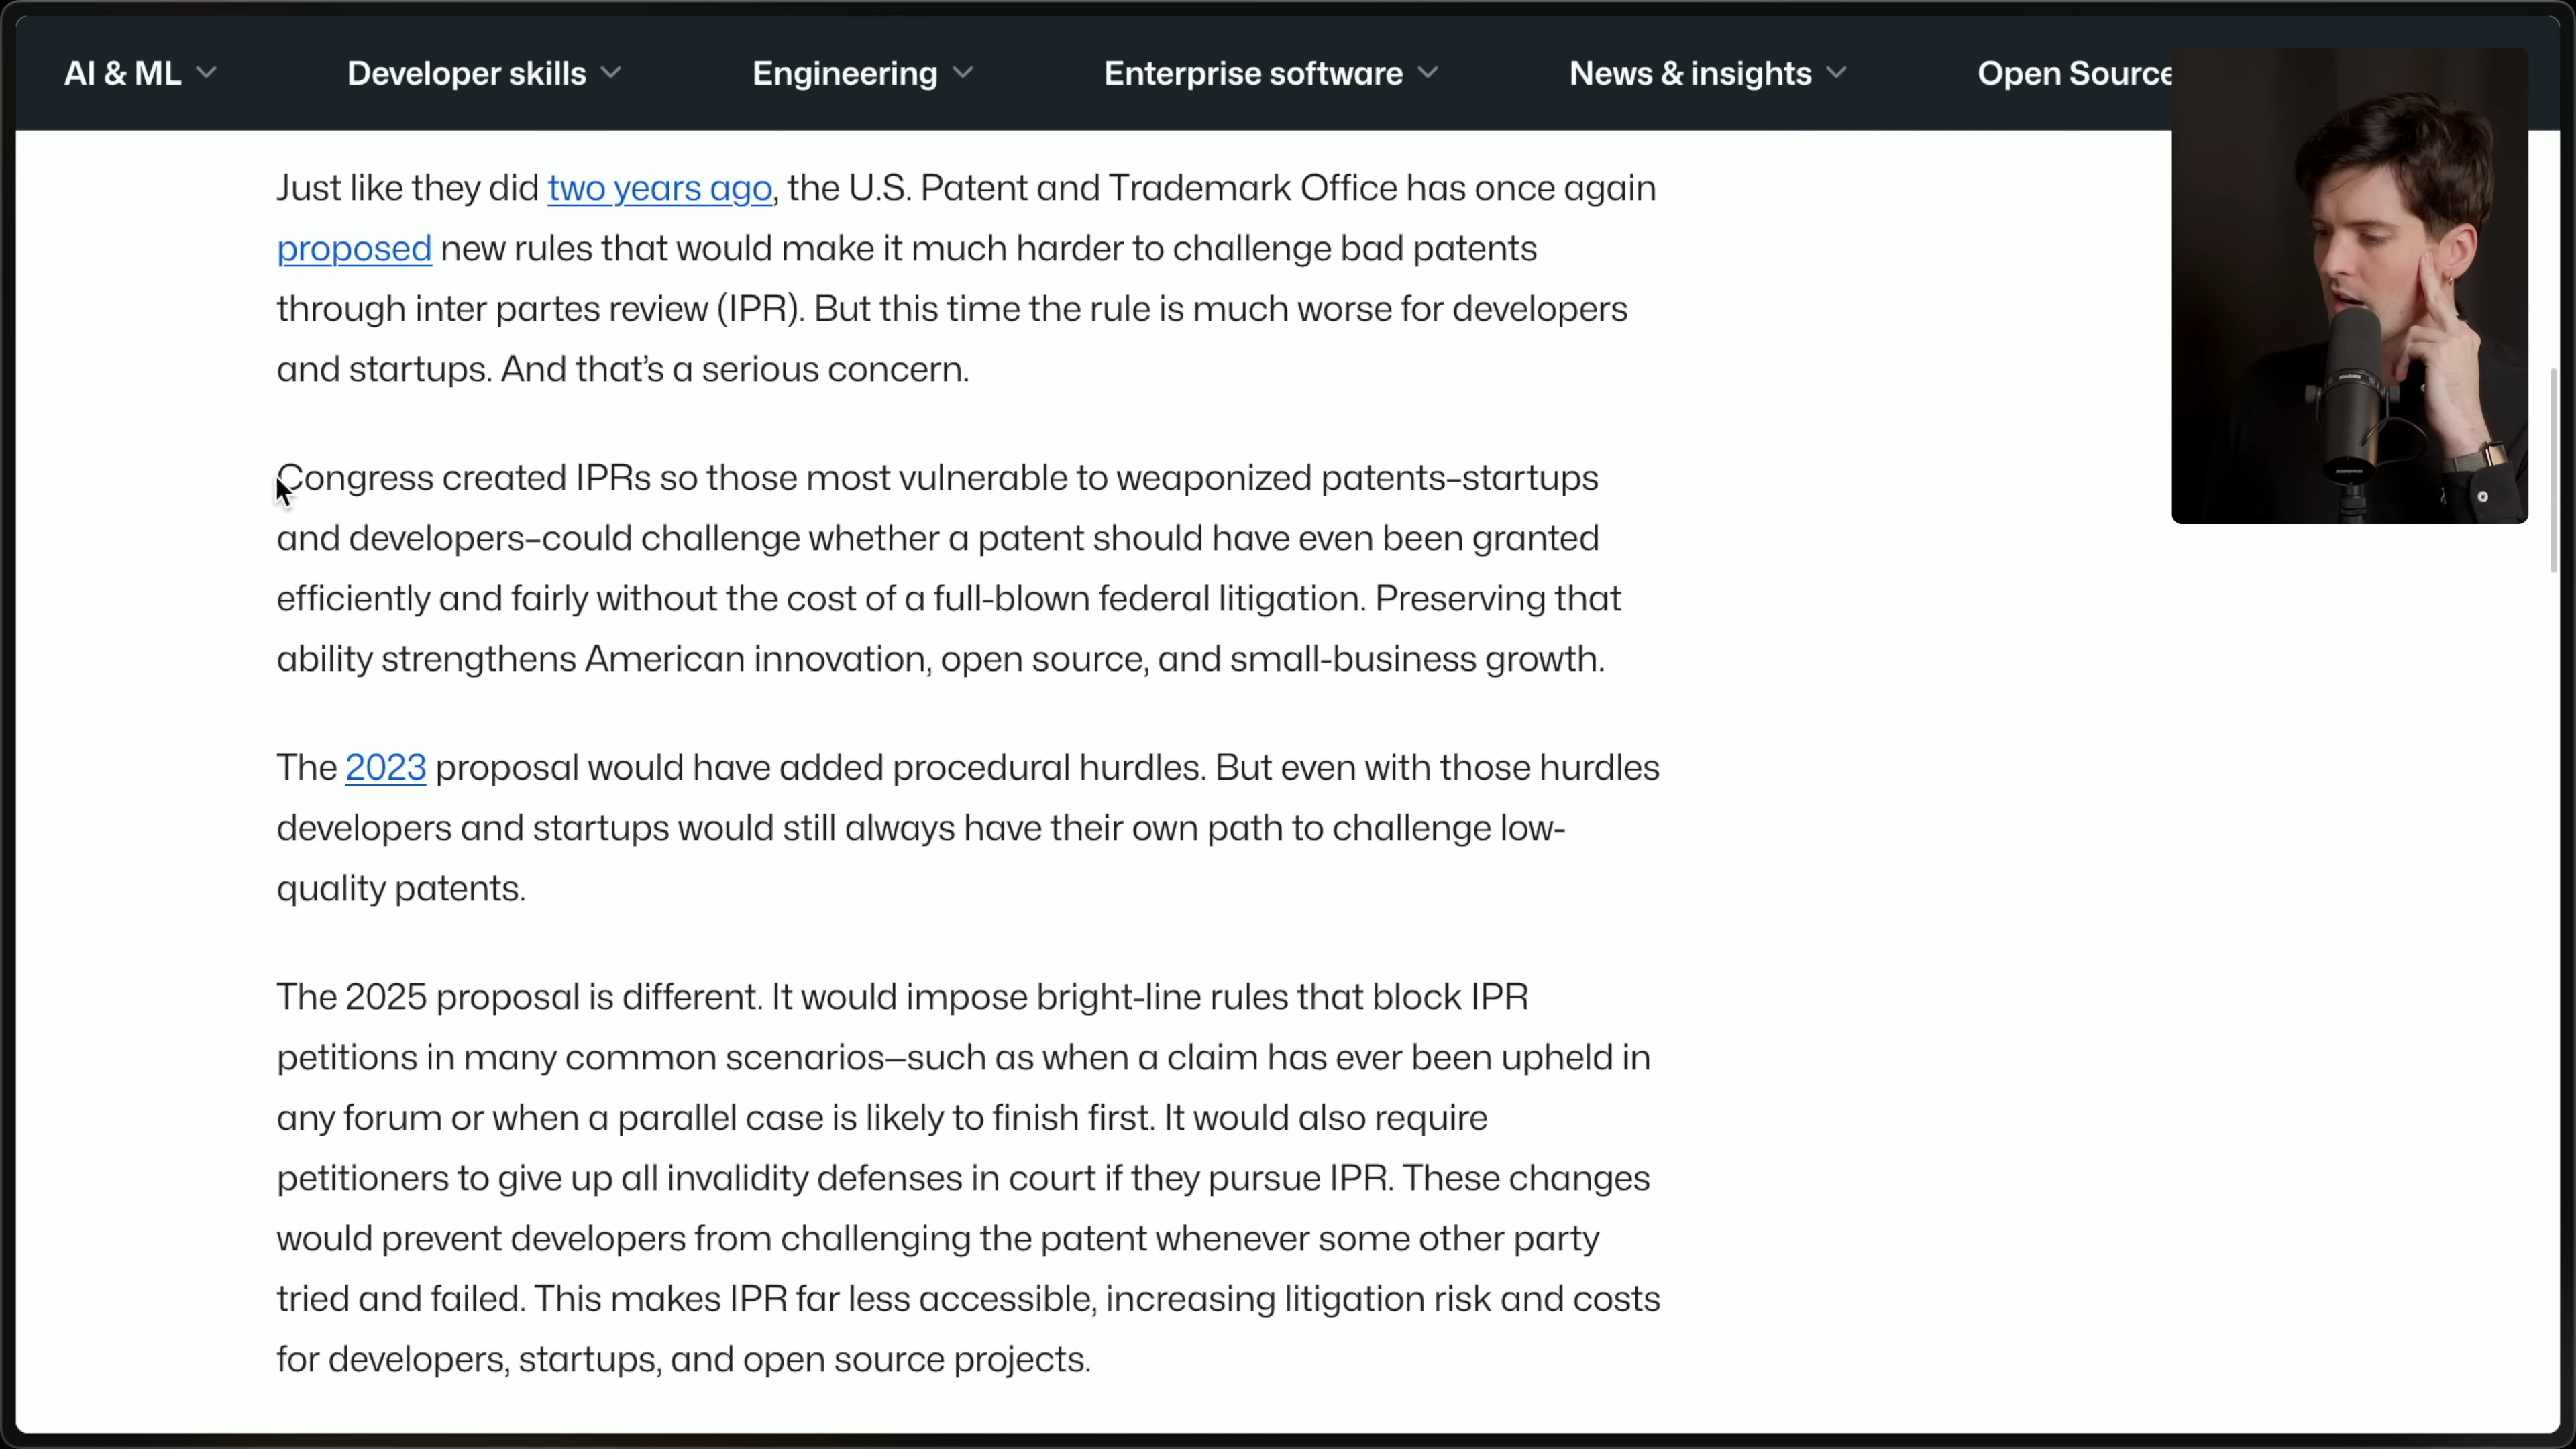 AI & ML
Developer skills
Engineering
Enterprise software
News & insights
Open Source
Just like they did two years ago, the U.S. Patent and Trademark Office has once again
proposed new rules that would make it much harder to challenge bad patents
through inter partes review (IPR). But this time the rule is much worse for developers
and startups. And that’s a serious concern.
Congress created IPRs so those most vulnerable to weaponized patents–startups
and developers–could challenge whether a patent should have even been granted
efficiently and fairly without the cost of a full-blown federal litigation. Preserving that
ability strengthens American innovation, open source, and small-business growth.
The 2023 proposal would have added procedural hurdles. But even with those hurdles
developers and startups would still always have their own path to challenge low-
quality patents.
The 2025 proposal is different. It would impose bright-line rules that block IPR
petitions in many common scenarios—such as when a claim has ever been upheld in
any forum or when a parallel case is likely to finish first. It would also require
petitioners to give up all invalidity defenses in court if they pursue IPR. These changes
would prevent developers from challenging the patent whenever some other party
tried and failed. This makes IPR far less accessible, increasing litigation risk and costs
for developers, startups, and open source projects.